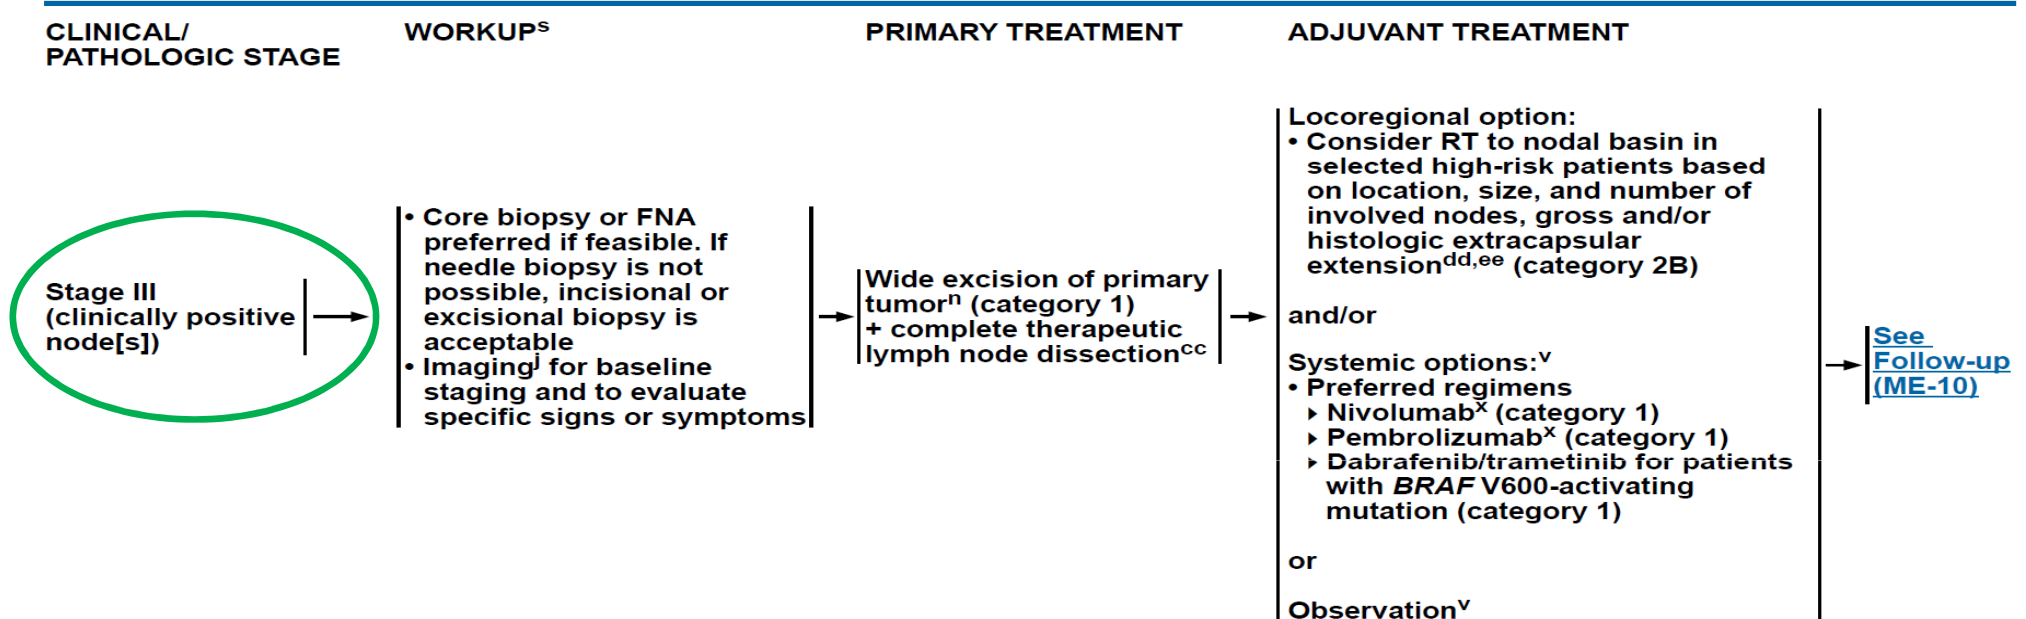 CLINICAL/
PATHOLOGIC STAGE
WORKUPˢ
PRIMARY TREATMENT
ADJUVANT TREATMENT
Stage III
(clinically positive
node[s])
• Core biopsy or FNA
preferred if feasible. If
needle biopsy is not
possible, incisional or
excisional biopsy is
acceptable
• Imagingʲ for baseline
staging and to evaluate
specific signs or symptoms
Wide excision of primary
tumorⁿ (category 1)
+ complete therapeutic
lymph node dissectionᶜᶜ
Locoregional option:
• Consider RT to nodal basin in
selected high-risk patients based
on location, size, and number of
involved nodes, gross and/or
histologic extracapsular
extensionᵈᵈ,ᵉᵉ (category 2B)
and/or
Systemic options:ᵛ
• Preferred regimens
▸ Nivolumabˣ (category 1)
▸ Pembrolizumabˣ (category 1)
▸ Dabrafenib/trametinib for patients
with BRAF V600-activating
mutation (category 1)
or
Observationᵛ
See
Follow-up
(ME-10)